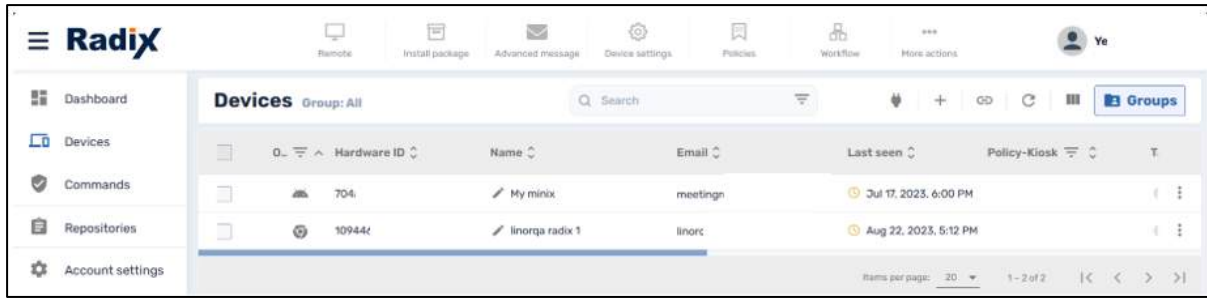 Radix
Remote
Install package
Advanced message
Device settings
Policies
Workflow
More actions
Ye
Dashboard
Devices
Commands
Repositories
Account settings
Devices Group: All
Search
Groups
O... Hardware ID Name Email Last seen Policy-Kiosk T
704 My minix meetingn Jul 17, 2023, 6:00 PM
10944 linorqa radix 1 linorc Aug 22, 2023, 5:12 PM
Items per page: 20 1 - 2 of 2